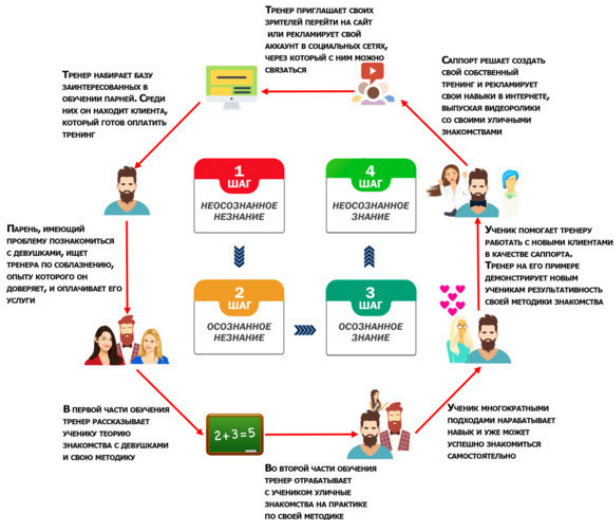 Тренер приглашает своих
зрителей перейти на сайт
или рекламирует свой
аккаунт в социальных сетях,
через который с ним можно
связаться
Тренер набирает базу
заинтересованных в
обучении парней. Среди
них он находит клиента,
который готов оплатить
тренинг
Саппорт решает создать
свой собственный
тренинг и рекламирует
свои навыки в интернете,
выпуская видеоролики
со своими уличными
знакомствами
1
ШАГ
НЕОСОЗНАННОЕ
НЕЗНАНИЕ
4
ШАГ
НЕОСОЗНАННОЕ
ЗНАНИЕ
Парень, имеющий
проблему познакомиться
с девушками, ищет
тренера по соблазнению,
опыту которого он
доверяет, и оплачивает его
услуги
Ученик помогает тренеру
работать с новыми клиентами
в качестве саппорта.
Тренер на его примере
демонстрирует новым
ученикам результативность
своей методики знакомства
2
ШАГ
ОСОЗНАННОЕ
НЕЗНАНИЕ
3
ШАГ
ОСОЗНАННОЕ
ЗНАНИЕ
В первой части обучения
тренер рассказывает
ученику теорию
знакомства с девушками
и свою методику
2+3=5
Во второй части обучения
тренер отрабатывает
с учеником уличные
знакомства на практике
по своей методике
Ученик многократными
подходами нарабатывает
навык и уже может
успешно знакомиться
самостоятельно